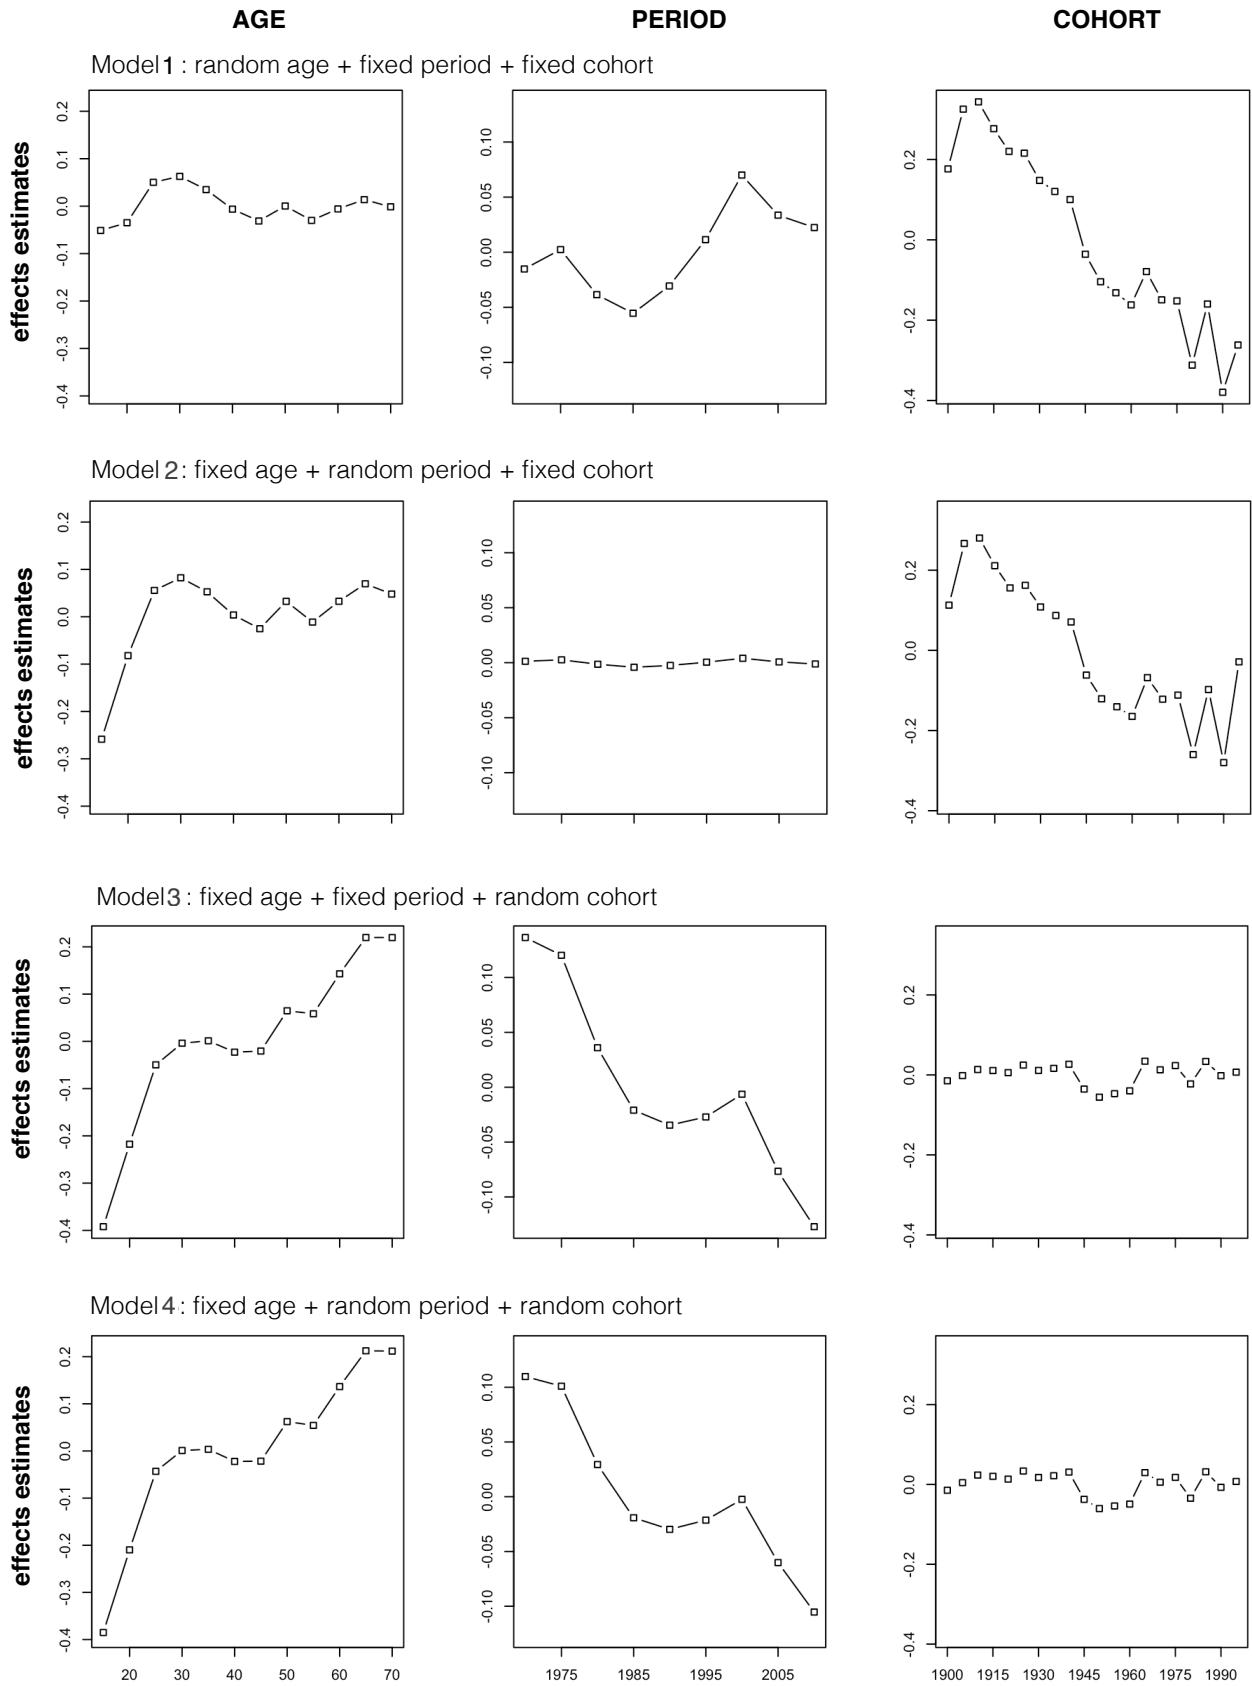 AGE PERIOD COHORT
Model 1 : random age + fixed period + fixed cohort
effects estimates
0.2 0.1 0.0 -0.1 -0.2 -0.3 -0.4
0.10 0.05 0.00 -0.05 -0.10
0.2 0.0 -0.2 -0.4
Model 2 : fixed age + random period + fixed cohort
effects estimates
0.2 0.1 0.0 -0.1 -0.2 -0.3 -0.4
0.10 0.05 0.00 -0.05 -0.10
0.2 0.0 -0.2 -0.4
Model 3 : fixed age + fixed period + random cohort
effects estimates
0.2 0.1 0.0 -0.1 -0.2 -0.3 -0.4
0.10 0.05 0.00 -0.05 -0.10
0.2 0.0 -0.2 -0.4
Model 4 : fixed age + random period + random cohort
effects estimates
0.2 0.1 0.0 -0.1 -0.2 -0.3 -0.4
0.10 0.05 0.00 -0.05 -0.10
0.2 0.0 -0.2 -0.4
20 30 40 50 60 70 1975 1985 1995 2005 1900 1915 1930 1945 1960 1975 1990